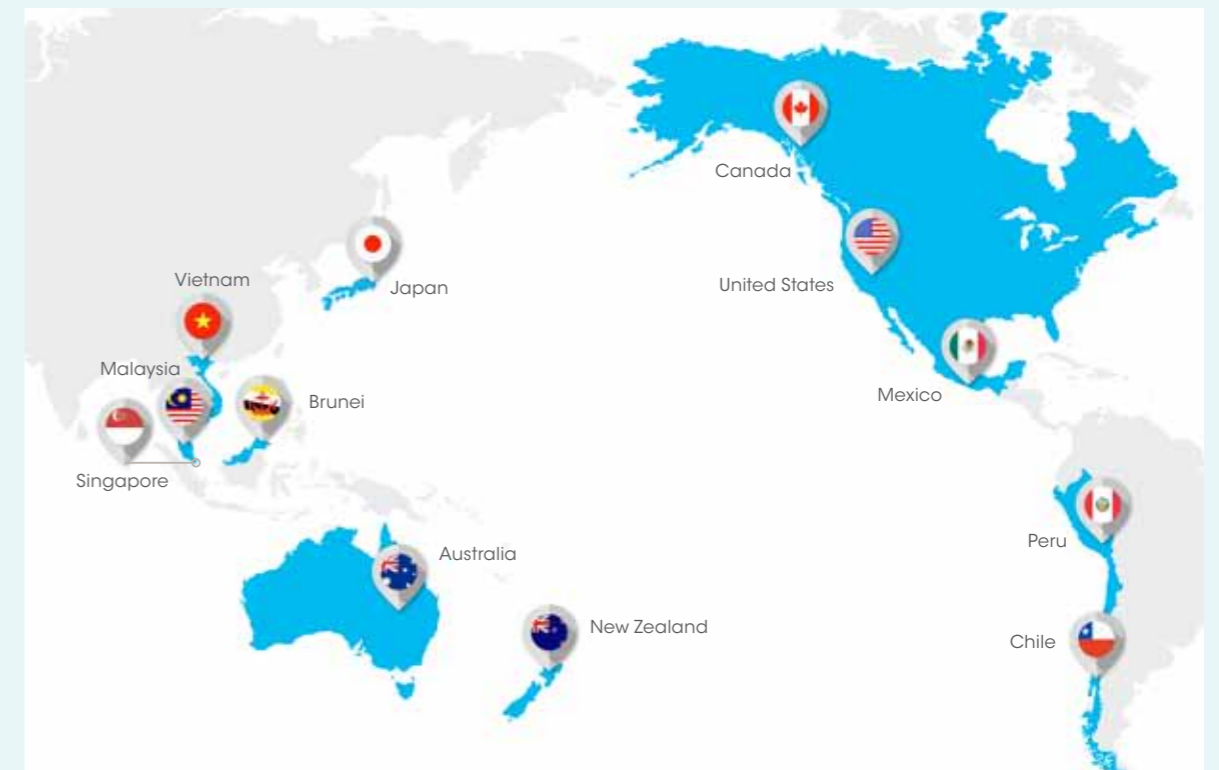 Canada
Vietnam
Japan
United States
Malaysia
Brunei
Mexico
Singapore
Peru
Australia
New Zealand
Chile